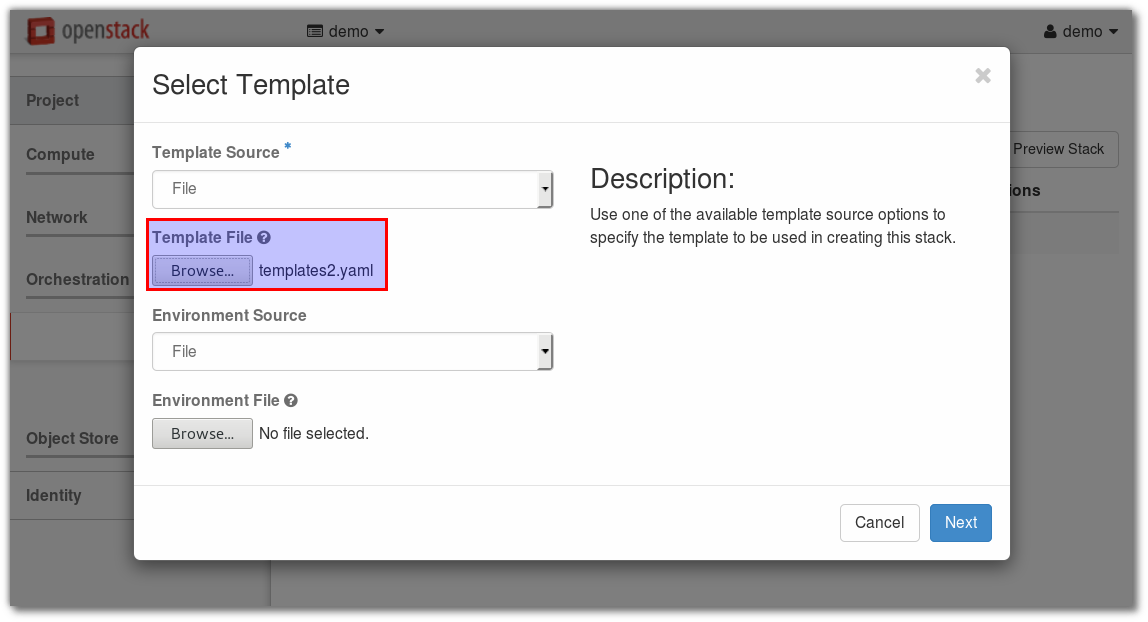 openstack
demo
demo
Select Template
Project
Compute
Network
Orchestration
Object Store
Identity
Template Source *
File
Template File
Browse... templates2.yaml
Environment Source
File
Environment File
Browse... No file selected.
Description:
Use one of the available template source options to
specify the template to be used in creating this stack.
Preview Stack
ions
Cancel
Next